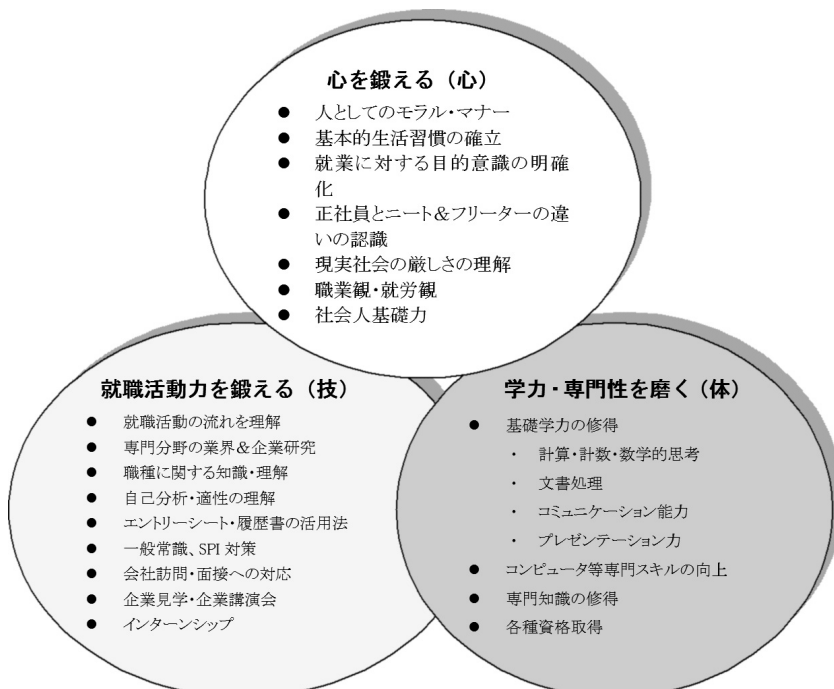 心を鍛える（心）
● 人としてのモラル・マナー
● 基本的生活習慣の確立
● 就業に対する目的意識の明確
化
● 正社員とニート＆フリーターの違
いの認識
● 現実社会の厳しさの理解
● 職業観・就労観
● 社会人基礎力
就職活動力を鍛える（技）
● 就職活動の流れを理解
● 専門分野の業界＆企業研究
● 職種に関する知識・理解
● 自己分析・適性の理解
● エントリーシート・履歴書の活用法
● 一般常識、SPI 対策
● 会社訪問・面接への対応
● 企業見学・企業講演会
● インターンシップ
学力・専門性を磨く（体）
● 基礎学力の修得
・ 計算・計数・数学的思考
・ 文書処理
・ コミュニケーション能力
・ プレゼンテーション力
● コンピュータ等専門スキルの向上
● 専門知識の修得
● 各種資格取得